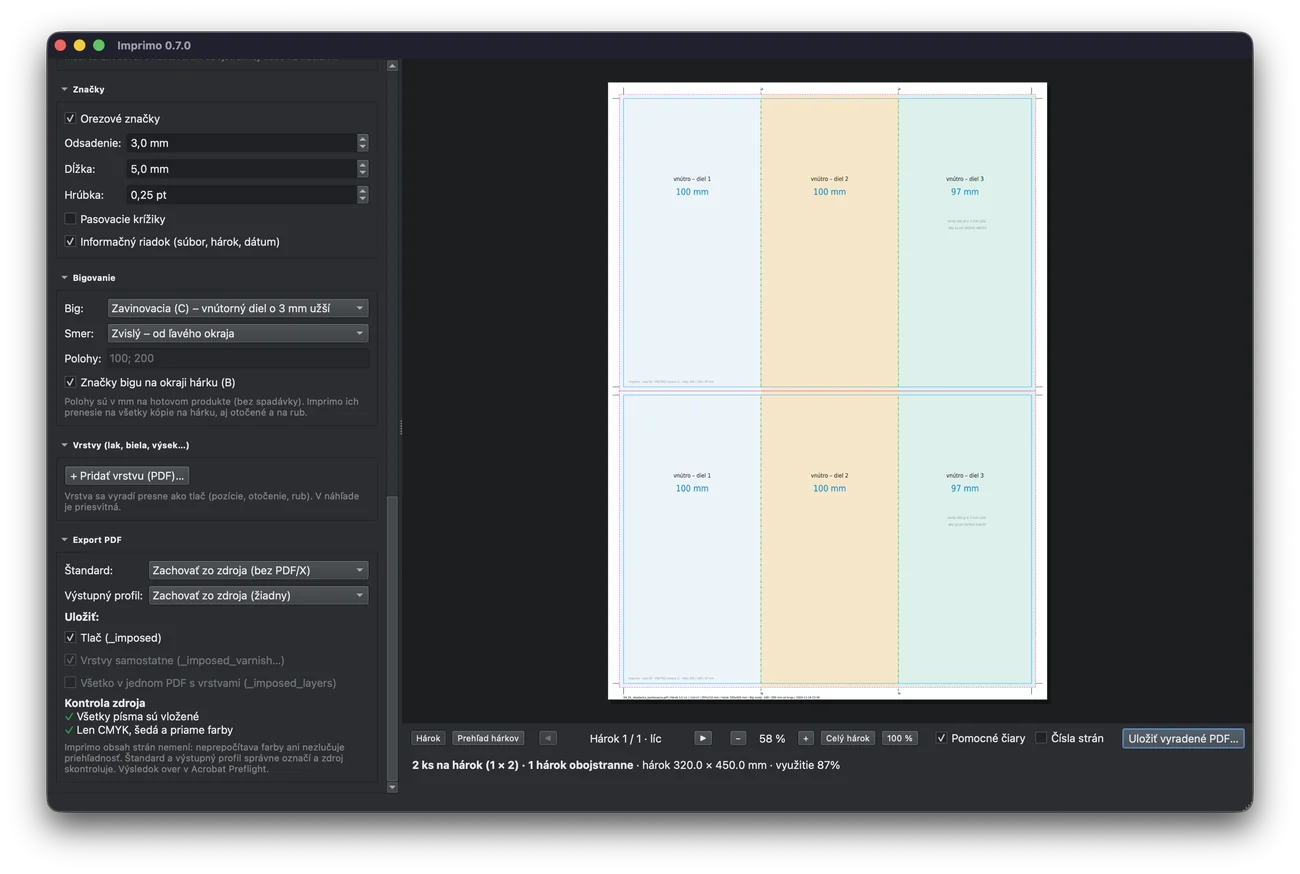 Imprimo 0.7.0
Značky
Orezové značky
Odsadenie: 3,0 mm
Dĺžka: 5,0 mm
Hrúbka: 0,25 pt
Pasovacie krížiky
Informačný riadok (súbor, hárok, dátum)
Bigovanie
Big: Zavinovacia (C) – vnútorný diel o 3 mm užší
Smer: Zvislý – od ľavého okraja
Polohy: 100; 200
Značky bigu na okraji hárku (B)
Polohy sú v mm na hotovom produkte (bez spadávky). Imprimo ich
prenesie na všetky kópie na hárku, aj otočené a na rub.
Vrstvy (lak, biela, výsek...)
+ Pridať vrstvu (PDF)...
Vrstva sa vyradí presne ako tlač (pozície, otočenie, rub). V náhľade
je priesvitná.
Export PDF
Štandard: Zachovať zo zdroja (bez PDF/X)
Výstupný profil: Zachovať zo zdroja (žiadny)
Uložiť:
Tlač (_imposed)
Vrstvy samostatne (_imposed_varnish...)
Všetko v jednom PDF s vrstvami (_imposed_layers)
Kontrola zdroja
✓ Všetky písma sú vložené
✓ Len CMYK, šedá a priame farby
Imprimo obsah strán nemení: neprepočítava farby ani nezlučuje
priehľadnosť. Štandard a výstupný profil správne označí a zdroj
skontroluje. Výsledok over v Acrobat Preflight.
vnútro – diel 1
100 mm
vnútro – diel 2
100 mm
vnútro – diel 3
97 mm
vnútro – diel 1
100 mm
vnútro – diel 2
100 mm
vnútro – diel 3
97 mm
Hárok Prehľad hárkov Hárok 1 / 1 · líc – 58 % + Celý hárok 100 % Pomocné čiary Čísla strán Uložiť vyradené PDF...
2 ks na hárok (1 × 2) · 1 hárok obojstranne · hárok 320.0 × 450.0 mm · využitie 87%